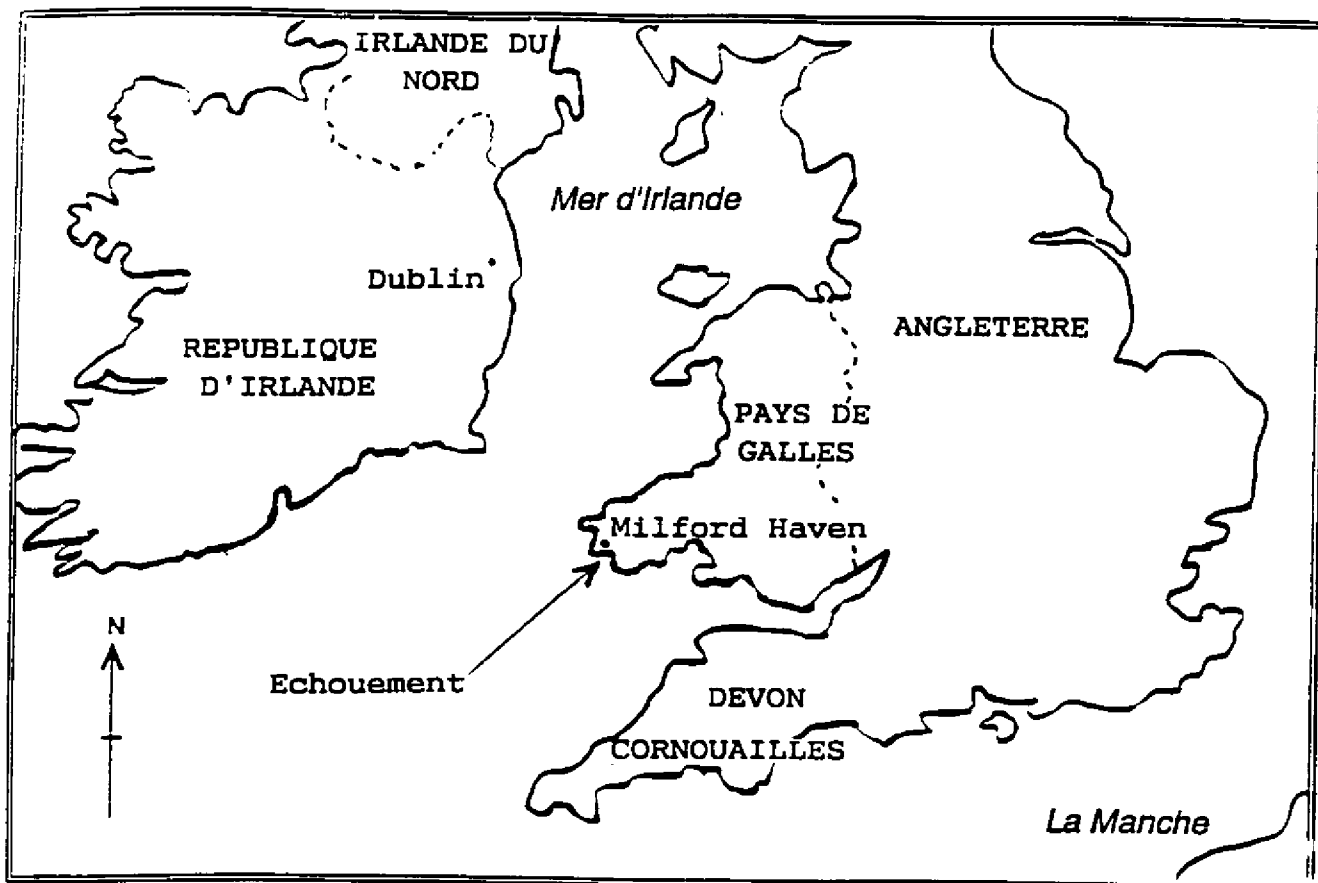 IRLANDE DU
NORD
Mer d'Irlande
Dublin
ANGLETERRE
REPUBLIQUE
D'IRLANDE
PAYS DE
GALLES
Milford Haven
N
Echouement
DEVON
CORNOUAILLES
La Manche